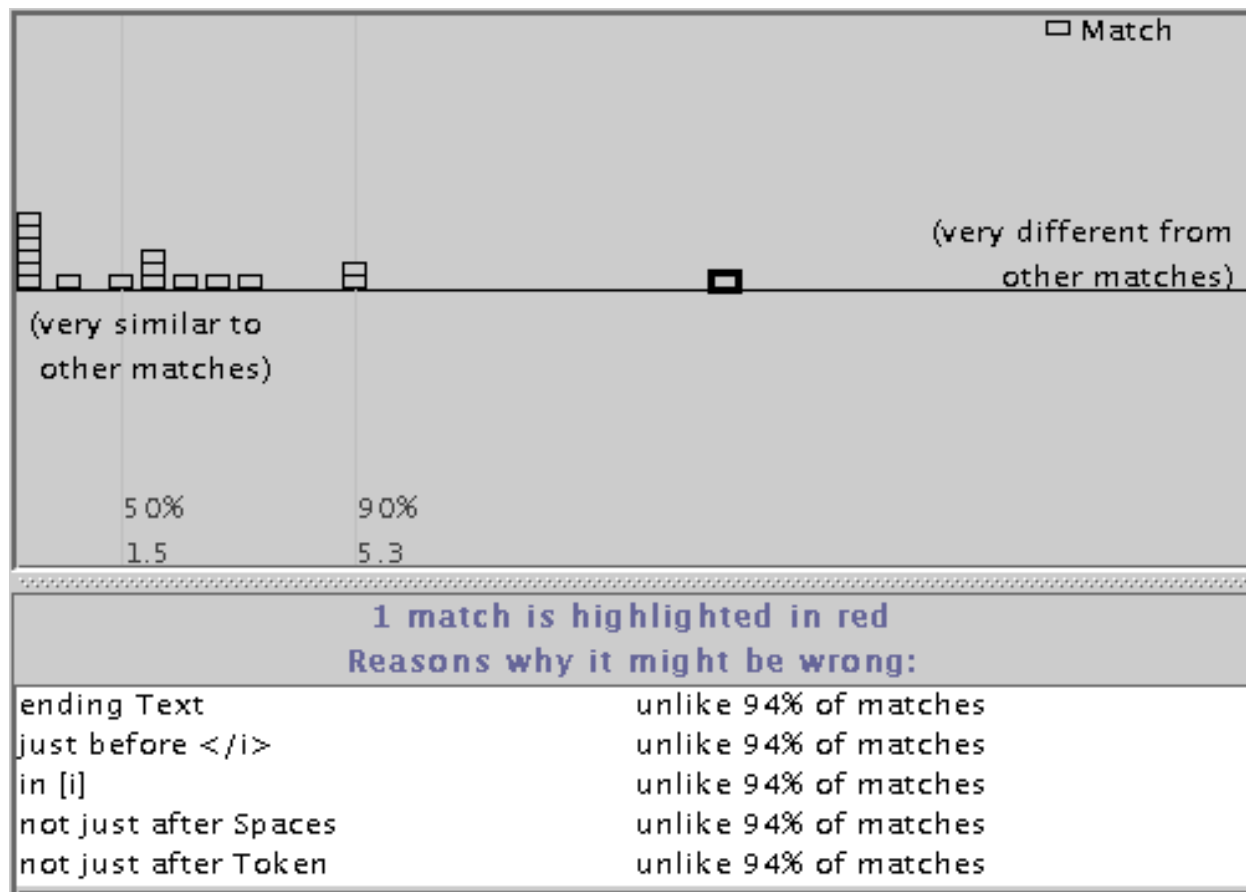 Match
(very different from
other matches)
(very similar to
other matches)
50%
90%
1.5
5.3
1 match is highlighted in red
Reasons why it might be wrong:
ending Text unlike 94% of matches
just before </i> unlike 94% of matches
in [i] unlike 94% of matches
not just after Spaces unlike 94% of matches
not just after Token unlike 94% of matches